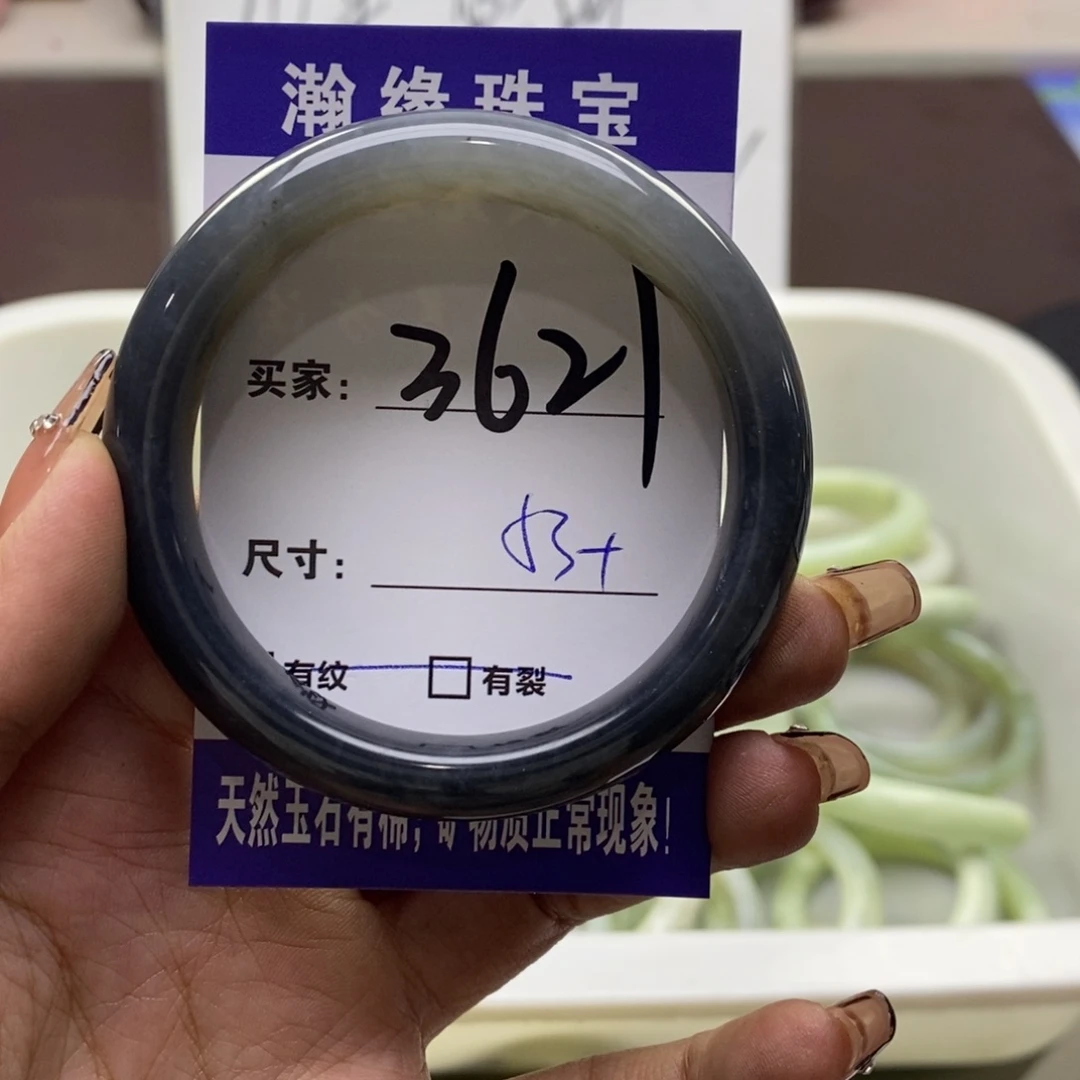 瀚缘珠宝
买家: 3621
尺寸:
有纹 □有裂
天然玉石有棉,矿物质正常现象!